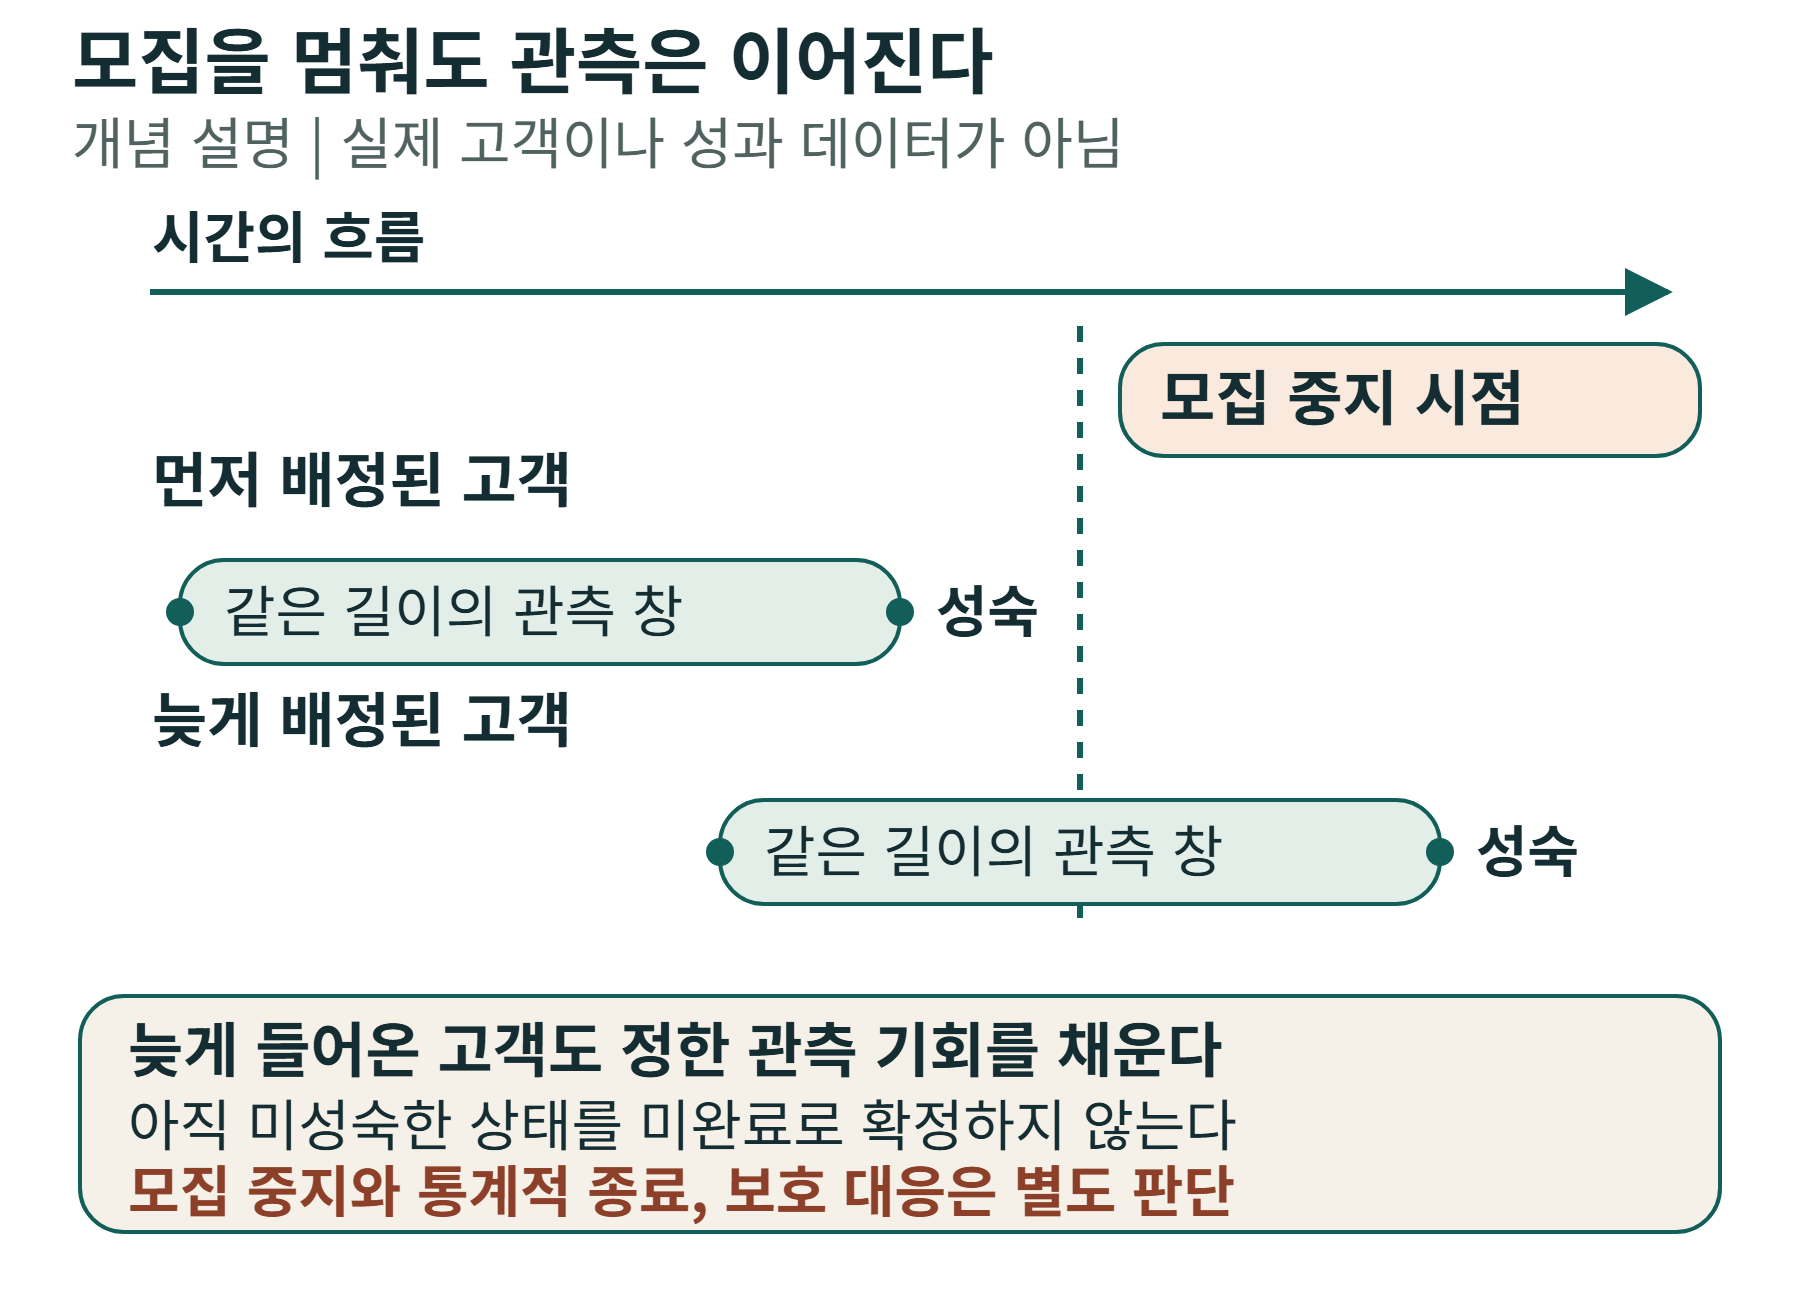 모집을 멈춰도 관측은 이어진다
개념 설명 | 실제 고객이나 성과 데이터가 아님
시간의 흐름
모집 중지 시점
먼저 배정된 고객
같은 길이의 관측 창
성숙
늦게 배정된 고객
같은 길이의 관측 창
성숙
늦게 들어온 고객도 정한 관측 기회를 채운다
아직 미성숙한 상태를 미완료로 확정하지 않는다
모집 중지와 통계적 종료, 보호 대응은 별도 판단